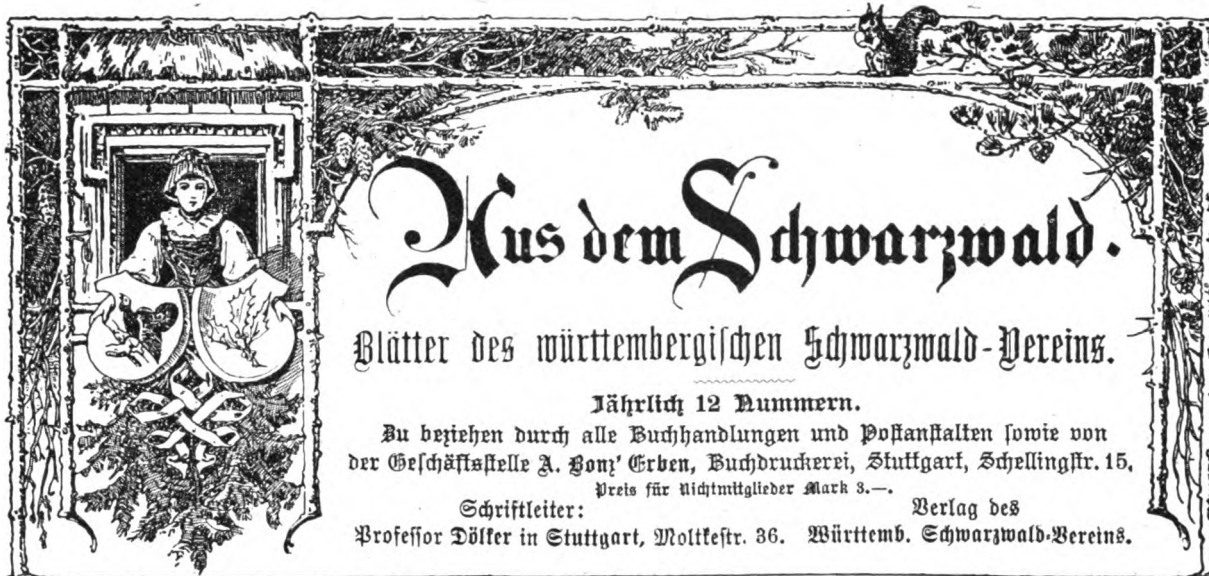 Aus dem Schwarzwald.
Blätter des württembergischen Schwarzwald-Vereins.
Jährlich 12 Nummern.
Zu beziehen durch alle Buchhandlungen und Postanstalten sowie von
der Geschäftsstelle A. Bonz' Erben, Buchdruckerei, Stuttgart, Schellingstr. 15.
Preis für Nichtmitglieder Mark 3.—.
Schriftleiter:
Professor Dölker in Stuttgart, Moltkestr. 36.
Verlag des
Württemb. Schwarzwald-Vereins.